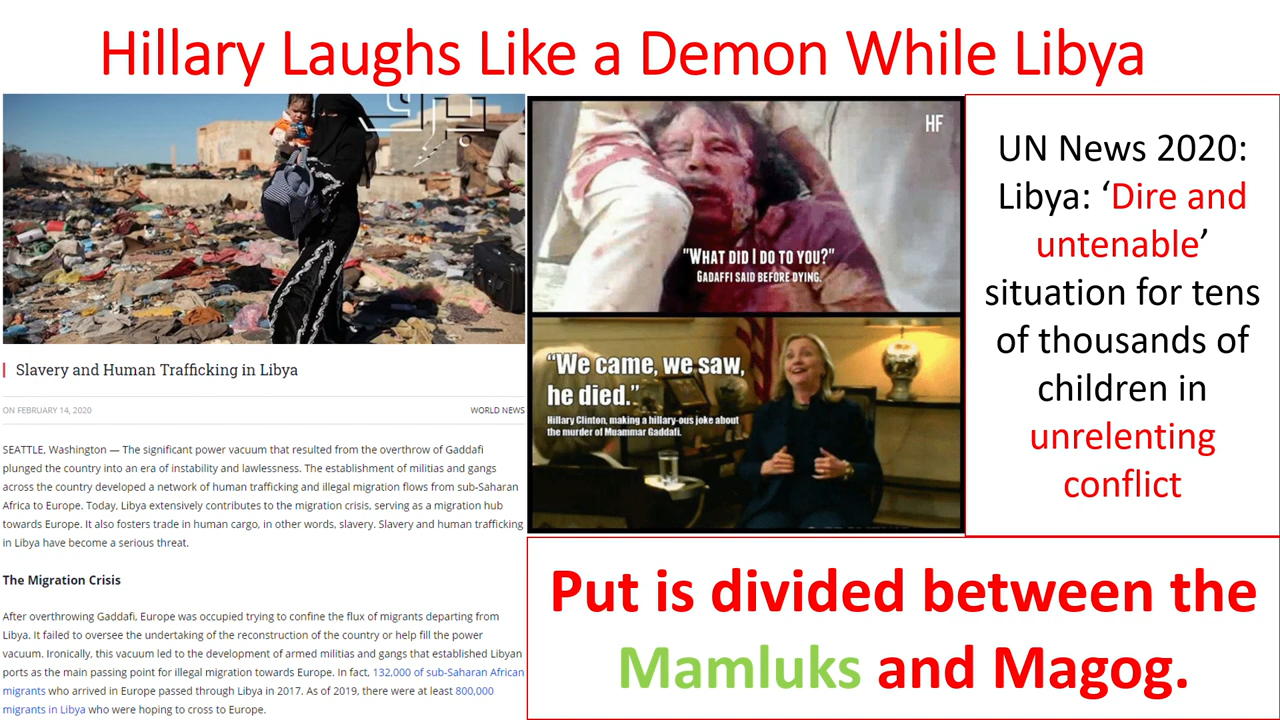 Hillary Laughs Like a Demon While Libya
Slavery and Human Trafficking in Libya
ON FEBRUARY 14, 2020
WORLD NEWS
SEATTLE, Washington — The significant power vacuum that resulted from the overthrow of Gaddafi
plunged the country into an era of instability and lawlessness. The establishment of militias and gangs
across the country developed a network of human trafficking and illegal migration flows from sub-Saharan
Africa to Europe. Today, Libya extensively contributes to the migration crisis, serving as a migration hub
towards Europe. It also fosters trade in human cargo, in other words, slavery. Slavery and human trafficking
in Libya have become a serious threat.
The Migration Crisis
After overthrowing Gaddafi, Europe was occupied trying to confine the flux of migrants departing from
Libya. It failed to oversee the undertaking of the reconstruction of the country or help fill the power
vacuum. Ironically, this vacuum led to the development of armed militias and gangs that established Libyan
ports as the main passing point for illegal migration towards Europe. In fact, 132,000 of sub-Saharan African
migrants who arrived in Europe passed through Libya in 2017. As of 2019, there were at least 800,000
migrants in Libya who were hoping to cross to Europe.
HF
"WHAT DID I DO TO YOU?"
GADAFFI SAID BEFORE DYING.
“We came, we saw,
he died.”
Hillary Clinton, making a hillary-ous joke about
the murder of Muammar Gaddafi.
UN News 2020:
Libya: ‘Dire and
untenable’
situation for tens
of thousands of
children in
unrelenting
conflict
Put is divided between the
Mamluks and Magog.